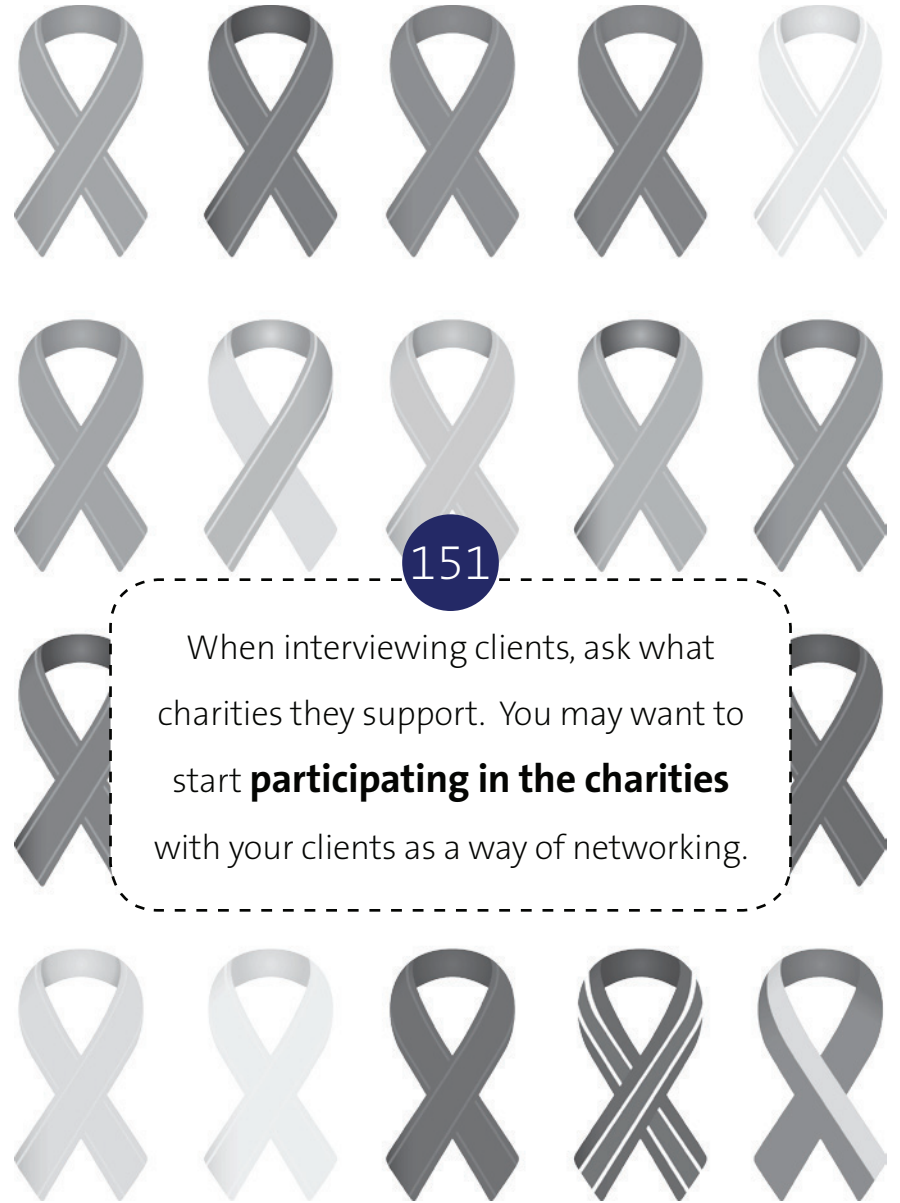 151
When interviewing clients, ask what
charities they support.  You may want to
start participating in the charities
with your clients as a way of networking.